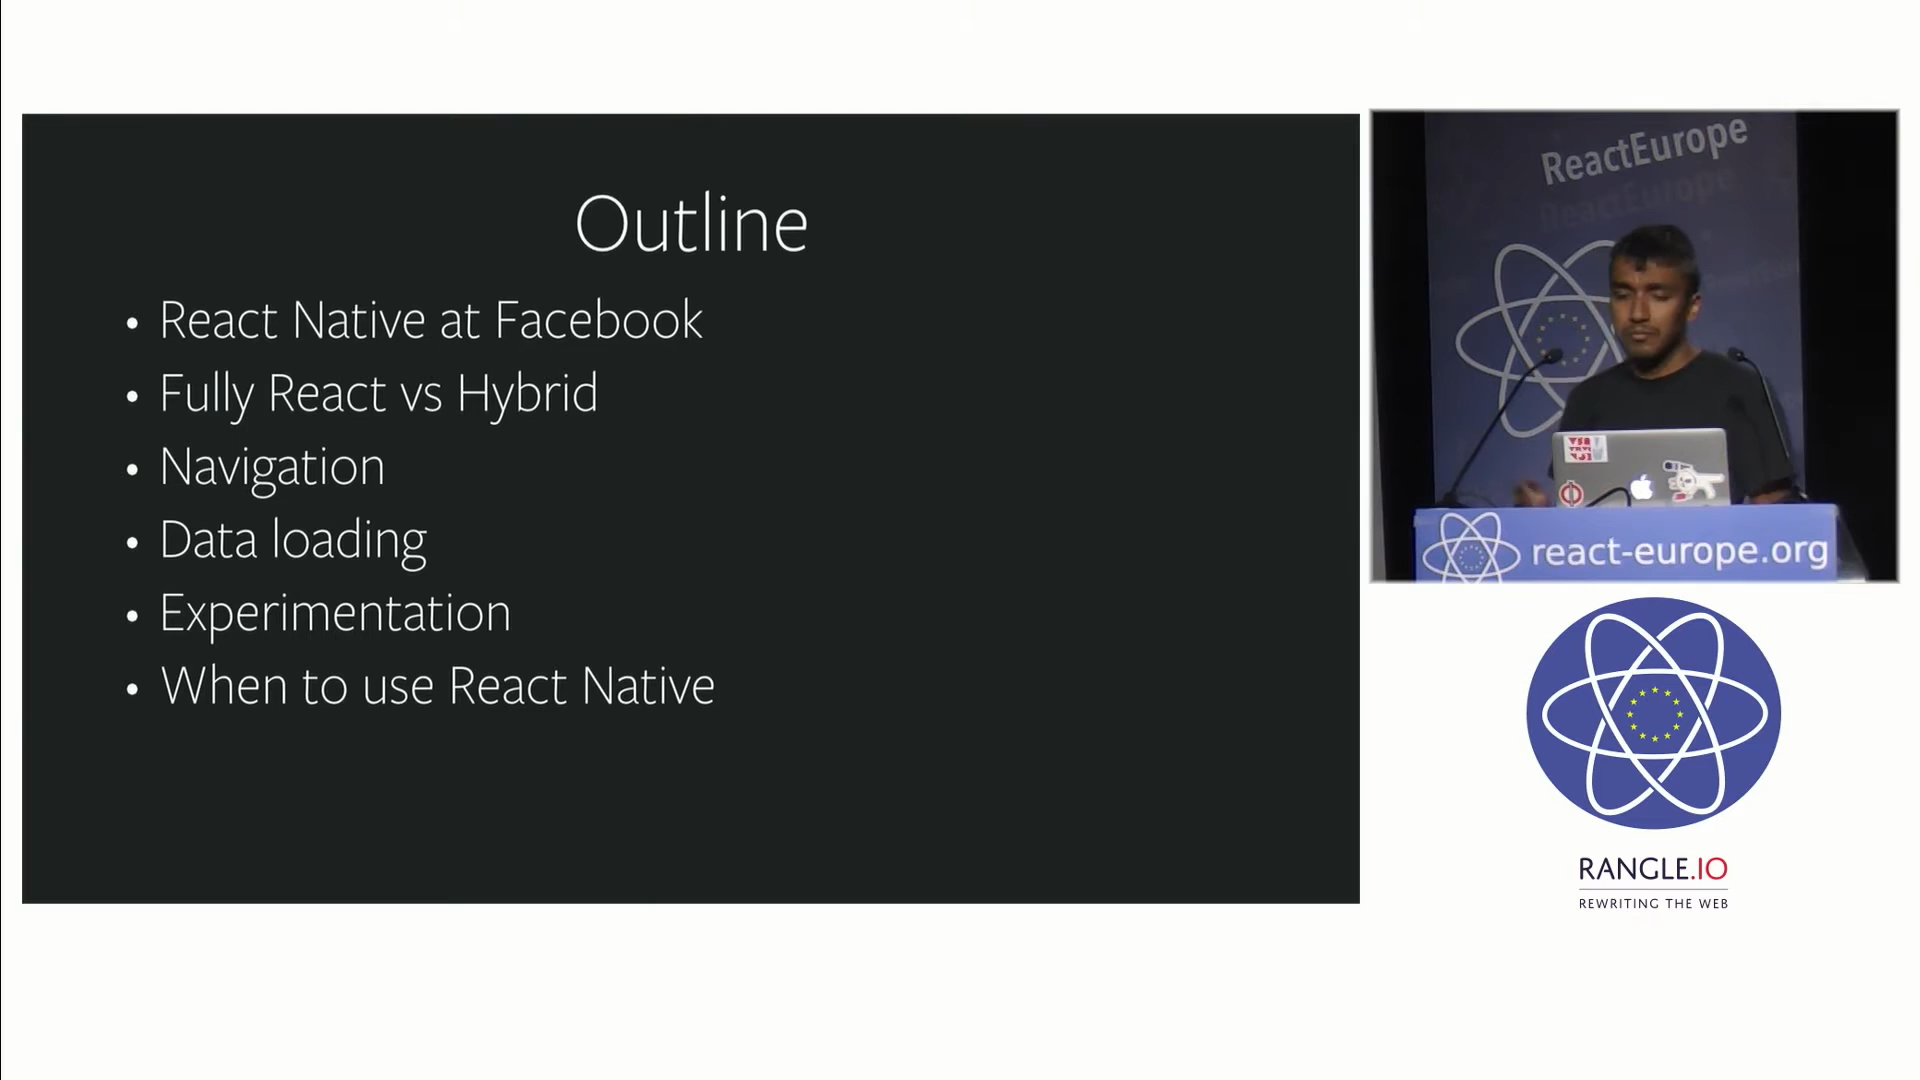 Outline
• React Native at Facebook
• Fully React vs Hybrid
• Navigation
• Data loading
• Experimentation
• When to use React Native
ReactEurope
react-europe.org
RANGLE.IO
REWRITING THE WEB